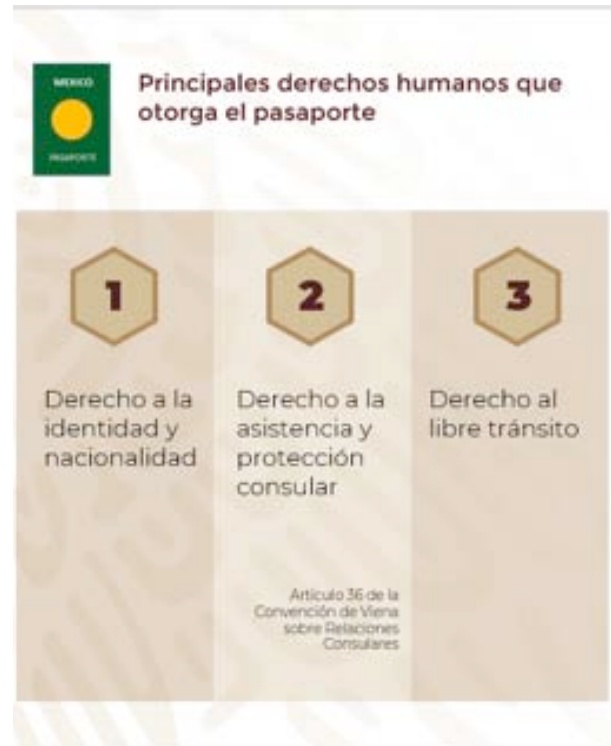 MEXICO
PASAPORTE
Principales derechos humanos que
otorga el pasaporte
1
Derecho a la
identidad y
nacionalidad
2
Derecho a la
asistencia y
protección
consular
Artículo 36 de la
Convención de Viena
sobre Relaciones
Consulares
3
Derecho al
libre tránsito